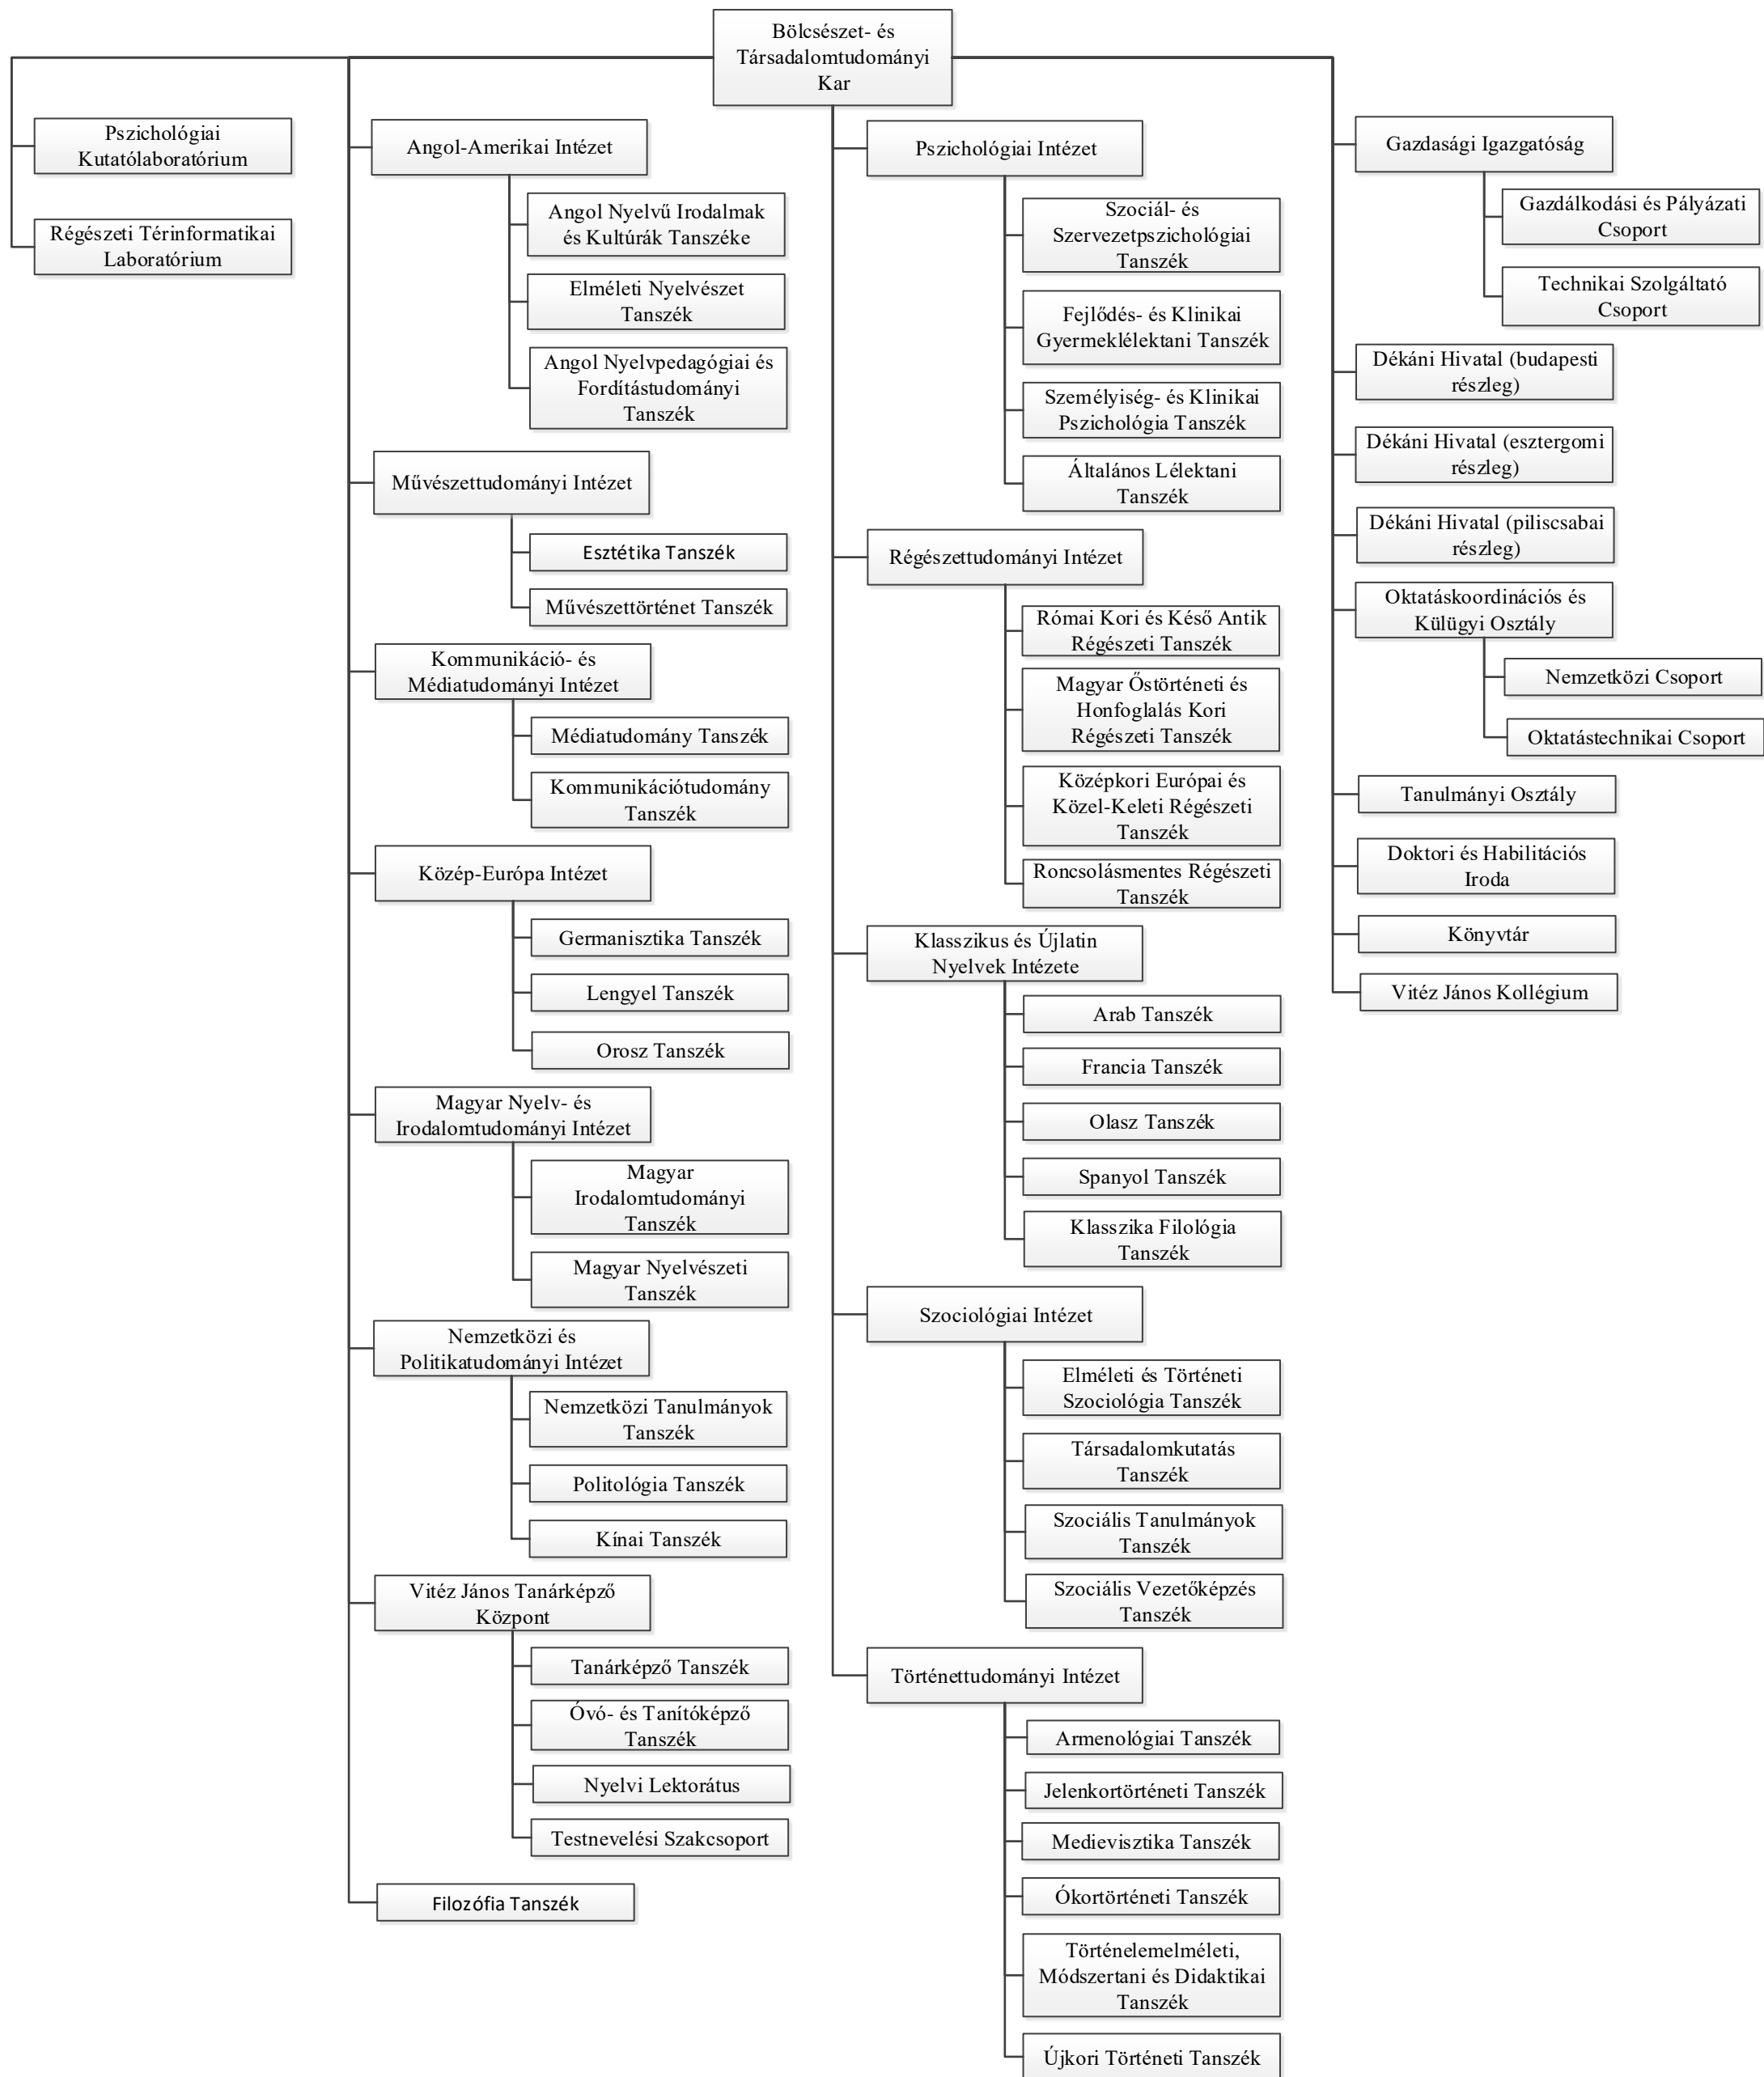 Bölcsészet- és
Társadalomtudományi
Kar
Pszichológiai
Kutatólaboratórium
Régészeti Térinformatikai
Laboratórium
Angol-Amerikai Intézet
Angol Nyelvű Irodalmak
és Kultúrák Tanszéke
Elméleti Nyelvészet
Tanszék
Angol Nyelvpedagógiai és
Fordítástudományi
Tanszék
Művészettudományi Intézet
Esztétika Tanszék
Művészettörténet Tanszék
Kommunikáció- és
Médiatudományi Intézet
Médiatudomány Tanszék
Kommunikációtudomány
Tanszék
Közép-Európa Intézet
Germanisztika Tanszék
Lengyel Tanszék
Orosz Tanszék
Magyar Nyelv- és
Irodalomtudományi Intézet
Magyar
Irodalomtudományi
Tanszék
Magyar Nyelvészeti
Tanszék
Nemzetközi és
Politikatudományi Intézet
Nemzetközi Tanulmányok
Tanszék
Politológia Tanszék
Kínai Tanszék
Vitéz János Tanárképző
Központ
Tanárképző Tanszék
Óvó- és Tanítóképző
Tanszék
Nyelvi Lektorátus
Testnevelési Szakcsoport
Filozófia Tanszék
Pszichológiai Intézet
Szociál- és
Szervezetpszichológiai
Tanszék
Fejlődés- és Klinikai
Gyermeklélektani Tanszék
Személyiség- és Klinikai
Pszichológia Tanszék
Általános Lélektani
Tanszék
Régészettudományi Intézet
Római Kori és Késő Antik
Régészeti Tanszék
Magyar Őstörténeti és
Honfoglalás Kori
Régészeti Tanszék
Középkori Európai és
Közel-Keleti Régészeti
Tanszék
Roncsolásmentes Régészeti
Tanszék
Klasszikus és Újlatin
Nyelvek Intézete
Arab Tanszék
Francia Tanszék
Olasz Tanszék
Spanyol Tanszék
Klasszika Filológia
Tanszék
Szociológiai Intézet
Elméleti és Történeti
Szociológia Tanszék
Társadalomkutatás
Tanszék
Szociális Tanulmányok
Tanszék
Szociális Vezetőképzés
Tanszék
Történettudományi Intézet
Armenológiai Tanszék
Jelenkortörténeti Tanszék
Medievisztika Tanszék
Ókortörténeti Tanszék
Történelemelméleti,
Módszertani és Didaktikai
Tanszék
Újkori Történeti Tanszék
Gazdasági Igazgatóság
Gazdálkodási és Pályázati
Csoport
Technikai Szolgáltató
Csoport
Dékáni Hivatal (budapesti
részleg)
Dékáni Hivatal (esztergomi
részleg)
Dékáni Hivatal (piliscsabai
részleg)
Oktatáskoordinációs és
Külügyi Osztály
Nemzetközi Csoport
Oktatástechnikai Csoport
Tanulmányi Osztály
Doktori és Habilitációs
Iroda
Könyvtár
Vitéz János Kollégium